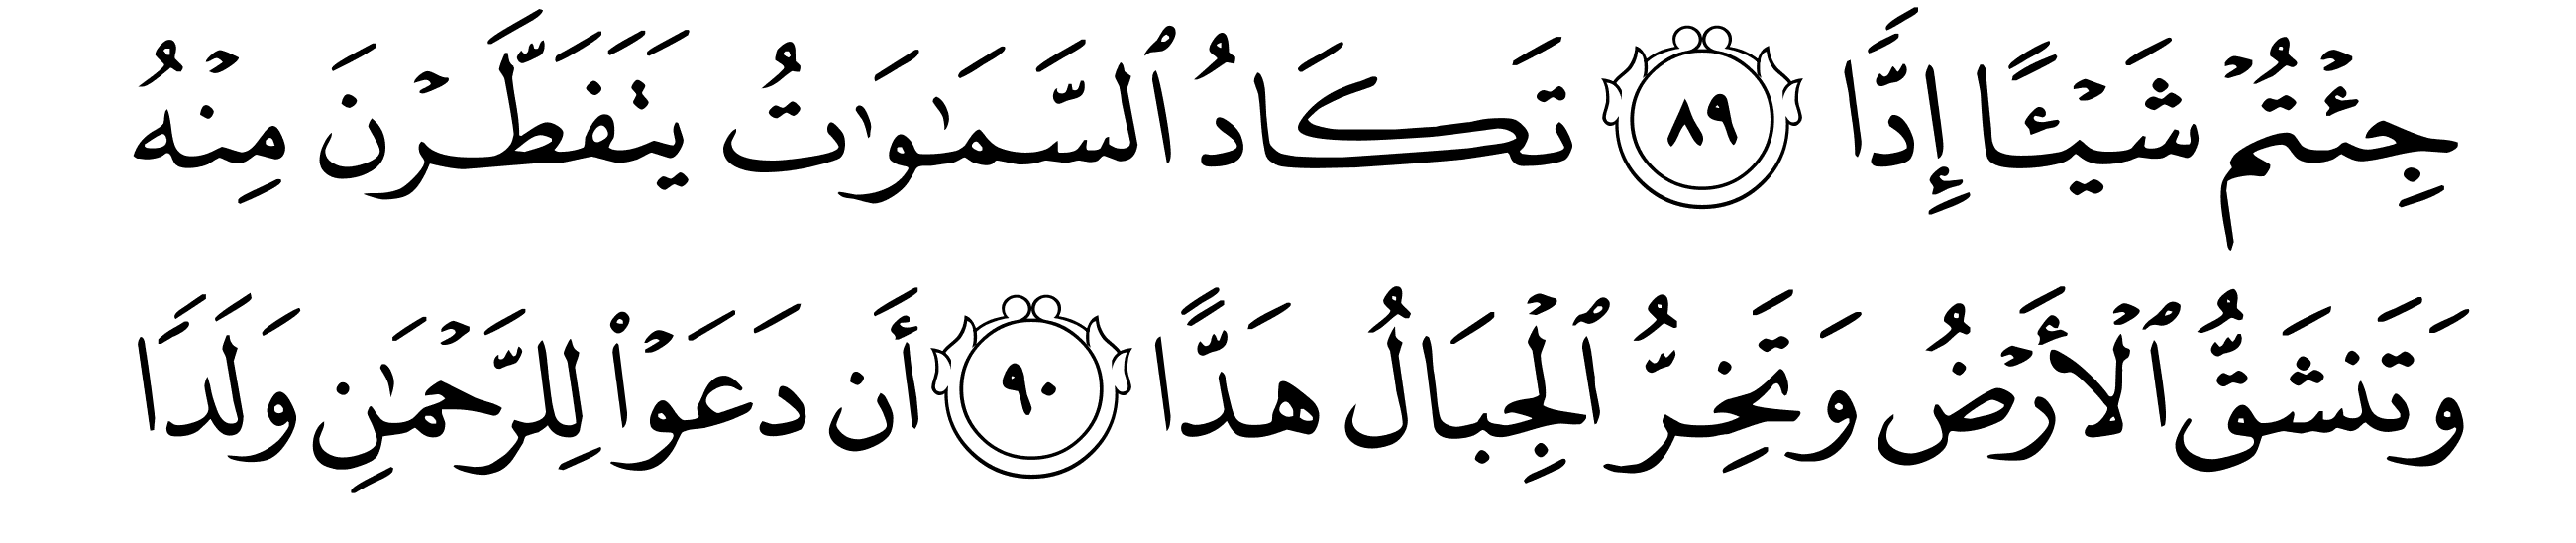 جِئۡتُمۡ شَيۡـًٔا إِدّٗا ٨٩ تَكَادُ ٱلسَّمَٰوَٰتُ يَتَفَطَّرۡنَ مِنۡهُ
وَتَنشَقُّ ٱلۡأَرۡضُ وَتَخِرُّ ٱلۡجِبَالُ هَدًّا ٩٠ أَن دَعَوۡاْ لِلرَّحۡمَٰنِ وَلَدٗا